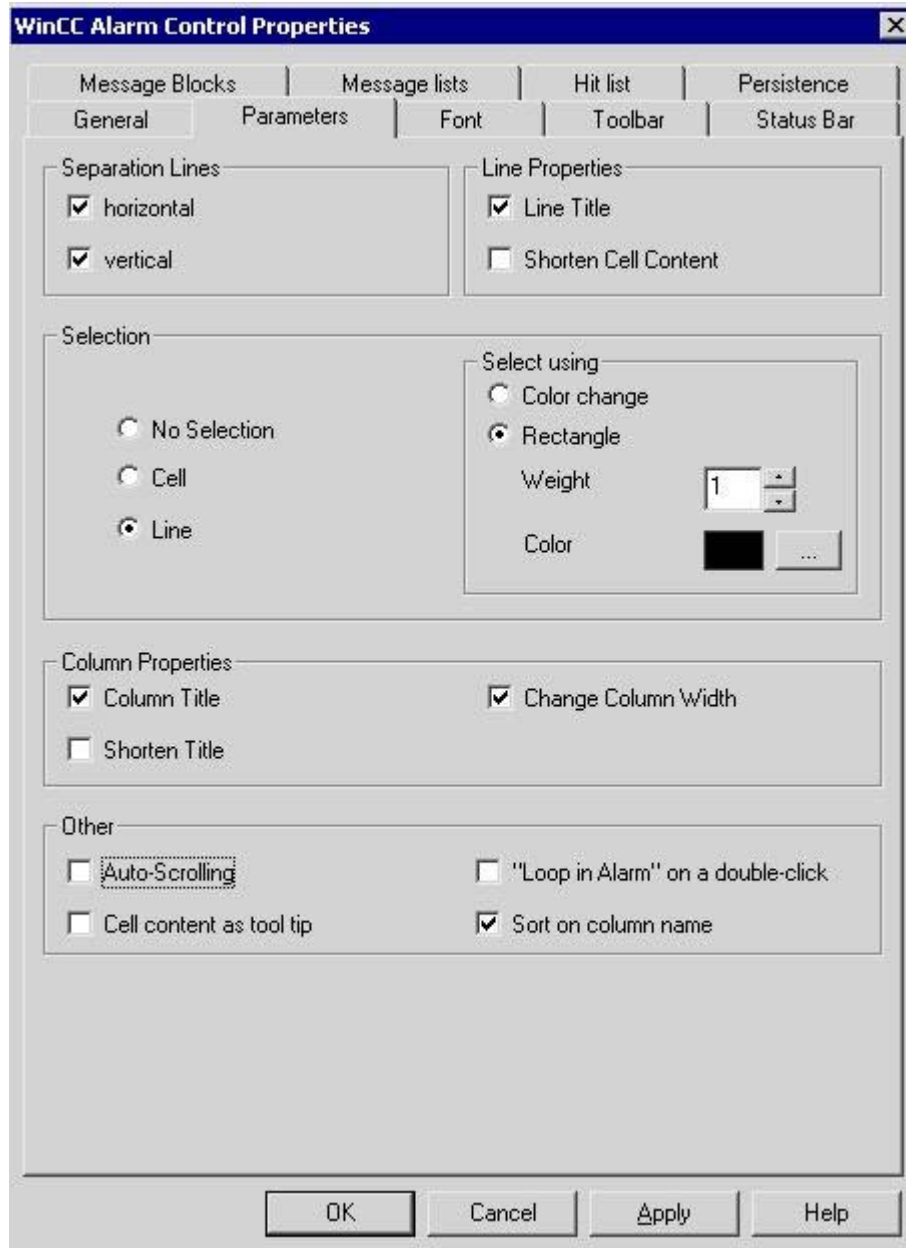 WinCC Alarm Control Properties
Message Blocks Message lists Hit list Persistence
General Parameters Font Toolbar Status Bar
Separation Lines
horizontal
vertical
Line Properties
Line Title
Shorten Cell Content
Selection
No Selection
Cell
Line
Select using
Color change
Rectangle
Weight 1
Color ...
Column Properties
Column Title Change Column Width
Shorten Title
Other
Auto-Scrolling "Loop in Alarm" on a double-click
Cell content as tool tip Sort on column name
OK Cancel Apply Help